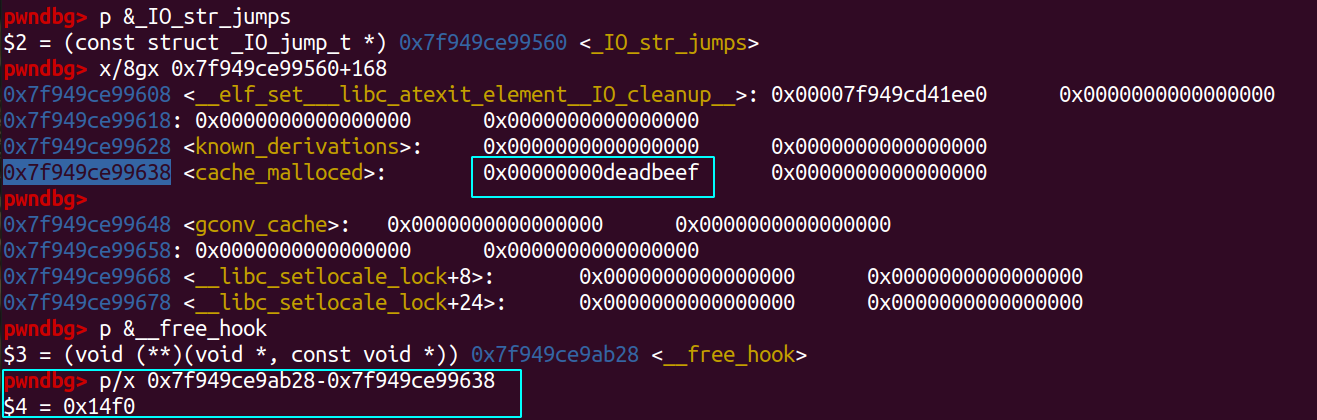 pwndbg> p &_IO_str_jumps
$2 = (const struct _IO_jump_t *) 0x7f949ce99560 <_IO_str_jumps>
pwndbg> x/8gx 0x7f949ce99560+168
0x7f949ce99608 <__elf_set___libc_atexit_element__IO_cleanup__>: 0x00007f949cd41ee0 0x0000000000000000
0x7f949ce99618: 0x0000000000000000 0x0000000000000000
0x7f949ce99628 <known_derivations>: 0x0000000000000000 0x0000000000000000
0x7f949ce99638 <cache_malloced>: 0x00000000deadbeef 0x0000000000000000
pwndbg>
0x7f949ce99648 <gconv_cache>: 0x0000000000000000 0x0000000000000000
0x7f949ce99658: 0x0000000000000000 0x0000000000000000
0x7f949ce99668 <__libc_setlocale_lock+8>: 0x0000000000000000 0x0000000000000000
0x7f949ce99678 <__libc_setlocale_lock+24>: 0x0000000000000000 0x0000000000000000
pwndbg> p &__free_hook
$3 = (void (**)(void *, const void *)) 0x7f949ce9ab28 <__free_hook>
pwndbg> p/x 0x7f949ce9ab28-0x7f949ce99638
$4 = 0x14f0